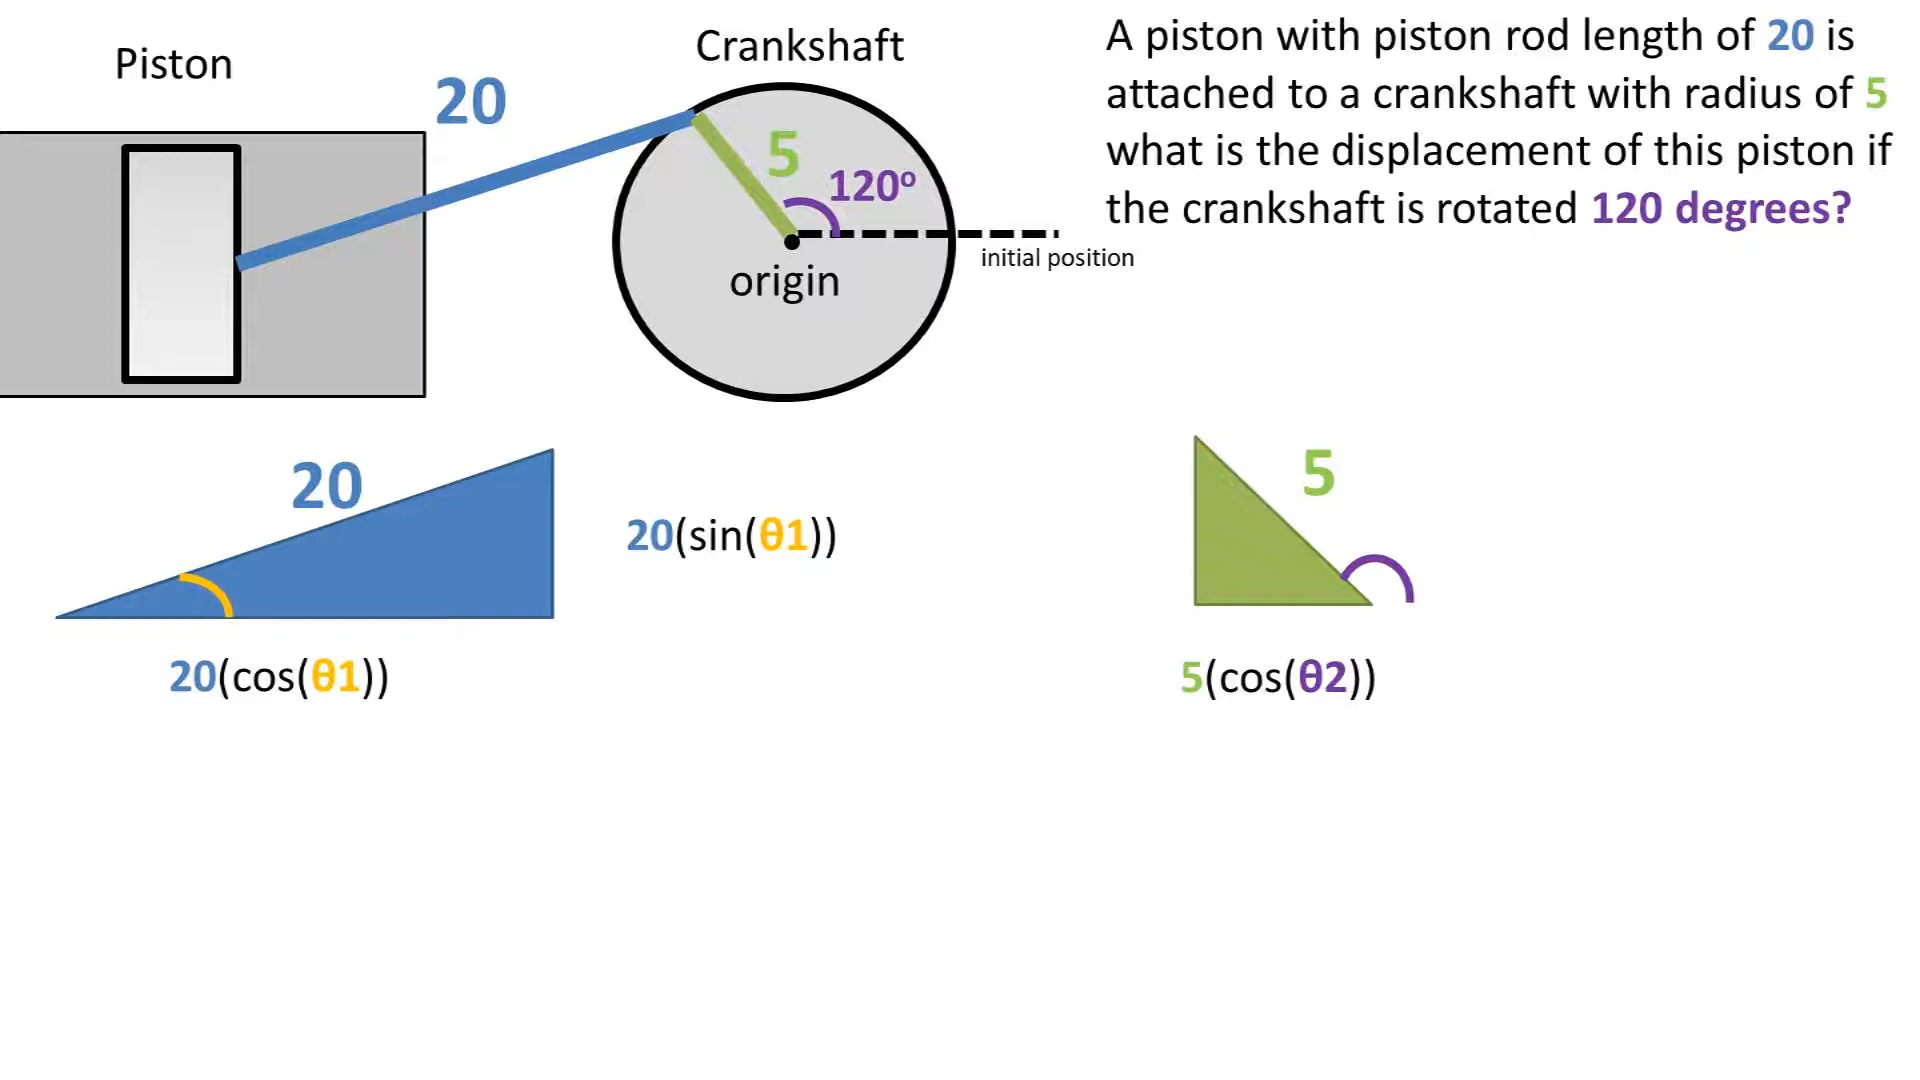 Piston
20
Crankshaft
5
120º
origin
initial position
A piston with piston rod length of 20 is
attached to a crankshaft with radius of 5
what is the displacement of this piston if
the crankshaft is rotated 120 degrees?
20
20(sin(θ1))
20(cos(θ1))
5
5(cos(θ2))